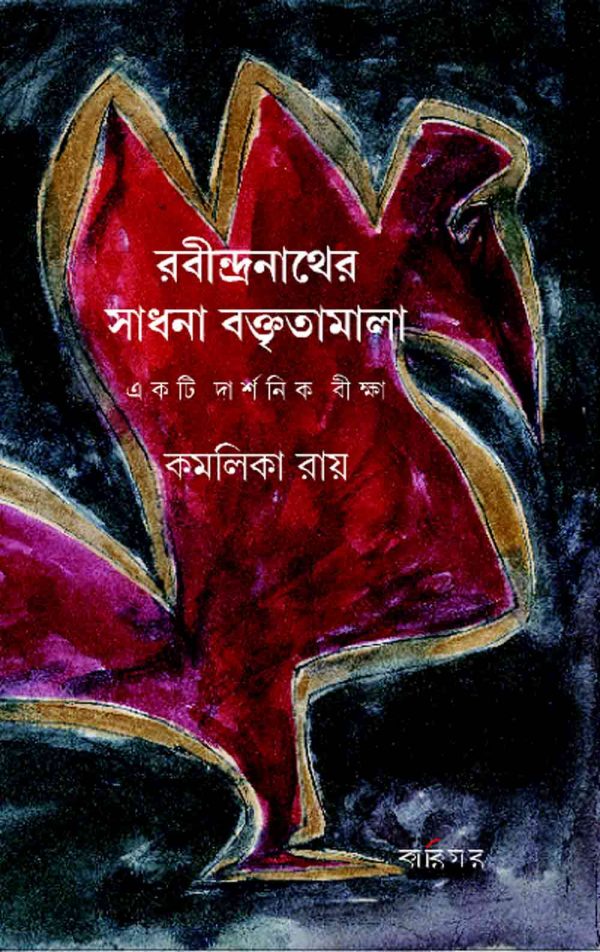 রবীন্দ্রনাথের
সাধনা বক্তৃতামালা
একটি দার্শনিক বীক্ষা
কমলিকা রায়
কারিগর